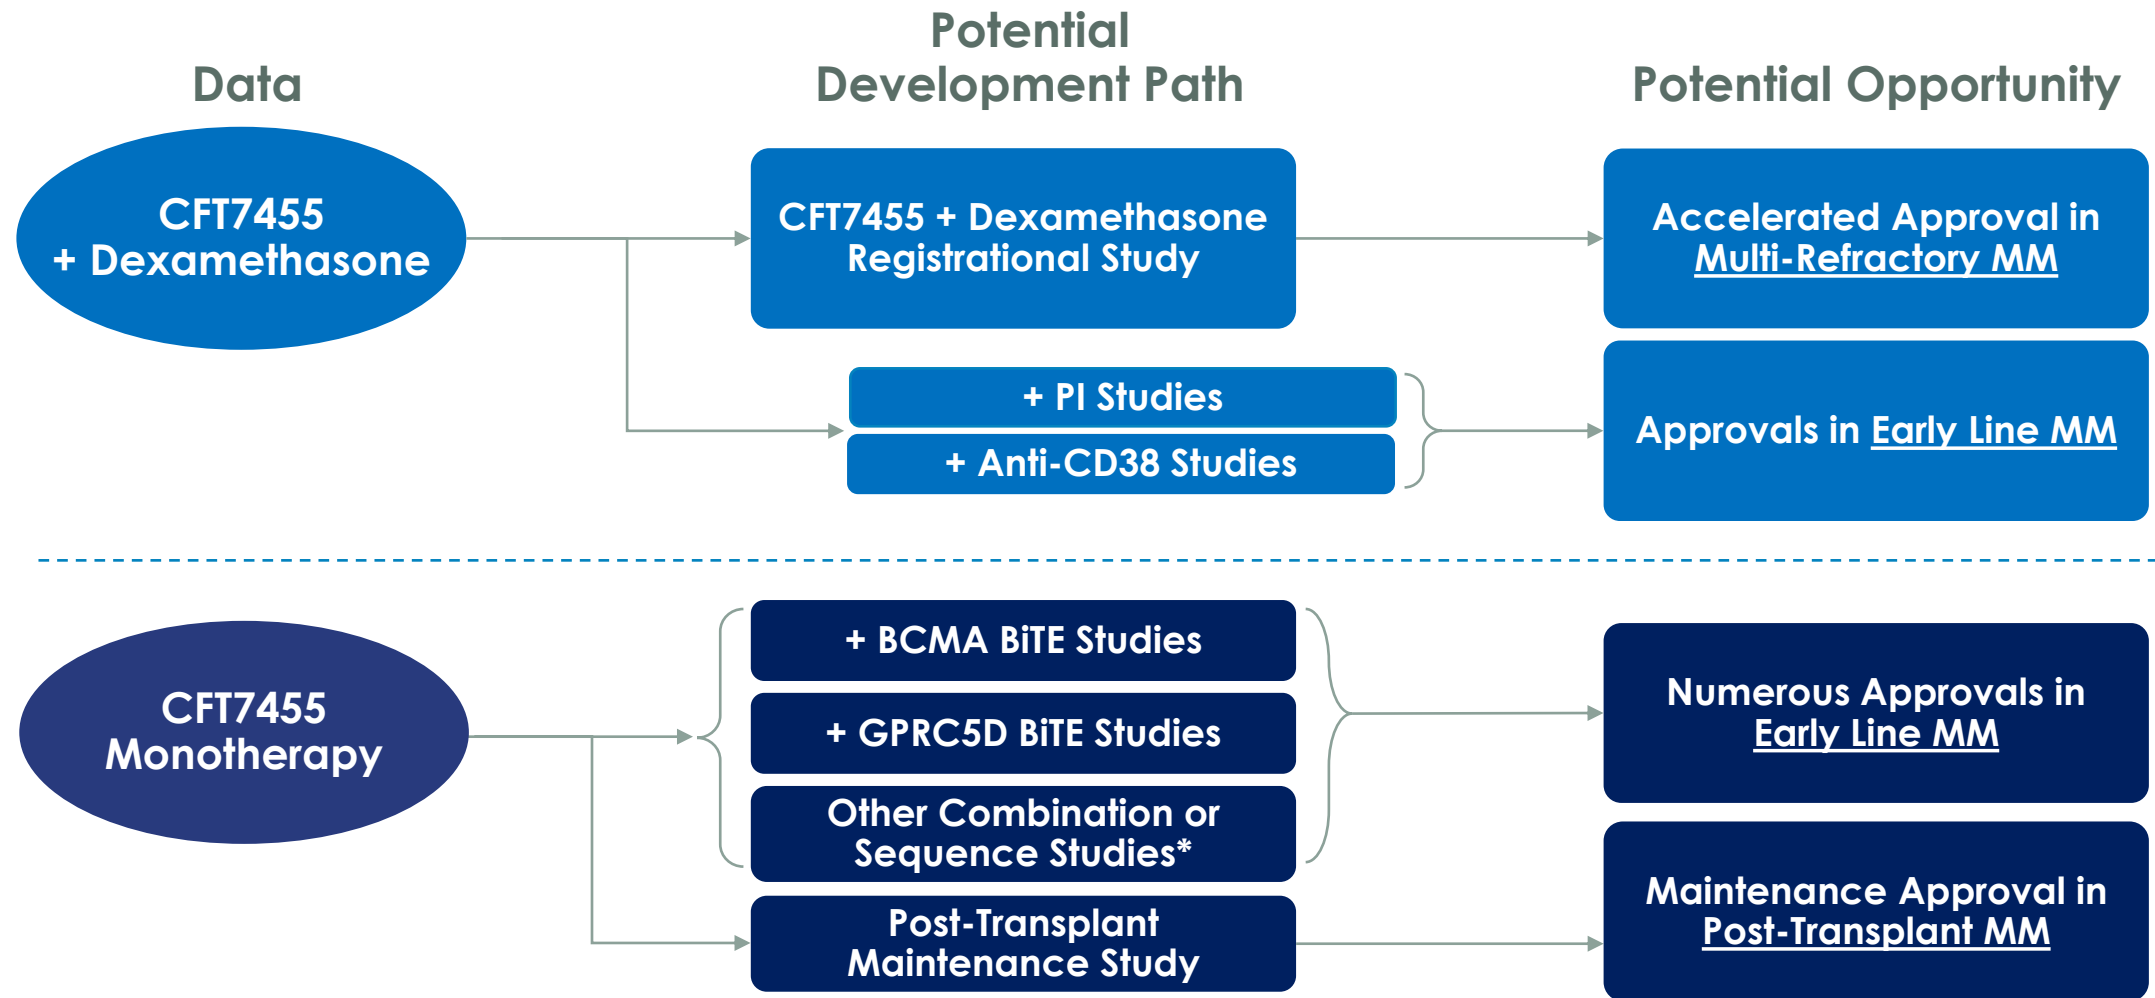 Data
Potential
Development Path
Potential Opportunity
CFT7455
+ Dexamethasone
CFT7455 + Dexamethasone
Registrational Study
Accelerated Approval in
Multi-Refractory MM
+ PI Studies
+ Anti-CD38 Studies
Approvals in Early Line MM
CFT7455
Monotherapy
+ BCMA BiTE Studies
+ GPRC5D BiTE Studies
Other Combination or
Sequence Studies*
Post-Transplant
Maintenance Study
Numerous Approvals in
Early Line MM
Maintenance Approval in
Post-Transplant MM